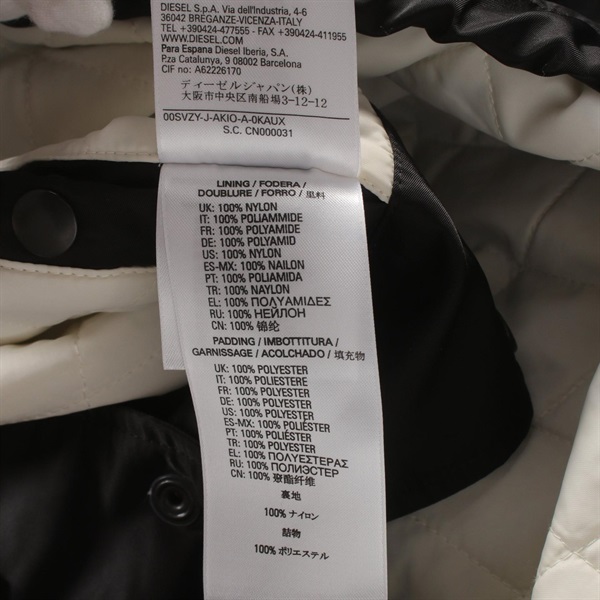 DIESEL S.p.A. Via dell'Industria, 4-6
36042 BREGANZE-VICENZA-ITALY
PH +390424-477555 - FAX +390424-411955
WWW.DIESEL.COM
Para Espana Diesel Iberia, S.A.
P.za Catalunya, 9 08002 Barcelona
CIF no: A62226170
ディーゼルジャパン(株)
大阪市中央区南船場3-12-12
00SVZY-J-AKIO-A-0KAUX
S.C. CN000031
LINING / FODERA /
DOUBLURE / FORRO / 里料
UK: 100% NYLON
IT: 100% POLIAMMIDE
FR: 100% POLYAMIDE
DE: 100% POLYAMID
US: 100% NYLON
ES-MX: 100% NAILON
PT: 100% POLIAMIDA
TR: 100% NAYLON
EL: 100% ΠΟΛΥΑΜΙΔΕΣ
RU: 100% НЕЙЛОН
CN: 100% 锦纶
PADDING / IMBOTTITURA /
GARNISSAGE / ACOLCHADO / 填充物
UK: 100% POLYESTER
IT: 100% POLIESTERE
FR: 100% POLYESTER
DE: 100% POLYESTER
US: 100% POLYESTER
ES-MX: 100% POLIÉSTER
PT: 100% POLIÉSTER
TR: 100% POLYESTER
EL: 100% ΠΟΛΥΕΣΤΕΡΑΣ
RU: 100% ПОЛИЭСТЕР
CN: 100% 聚酯纤维
裏地
100% ナイロン
詰物
100% ポリエステル